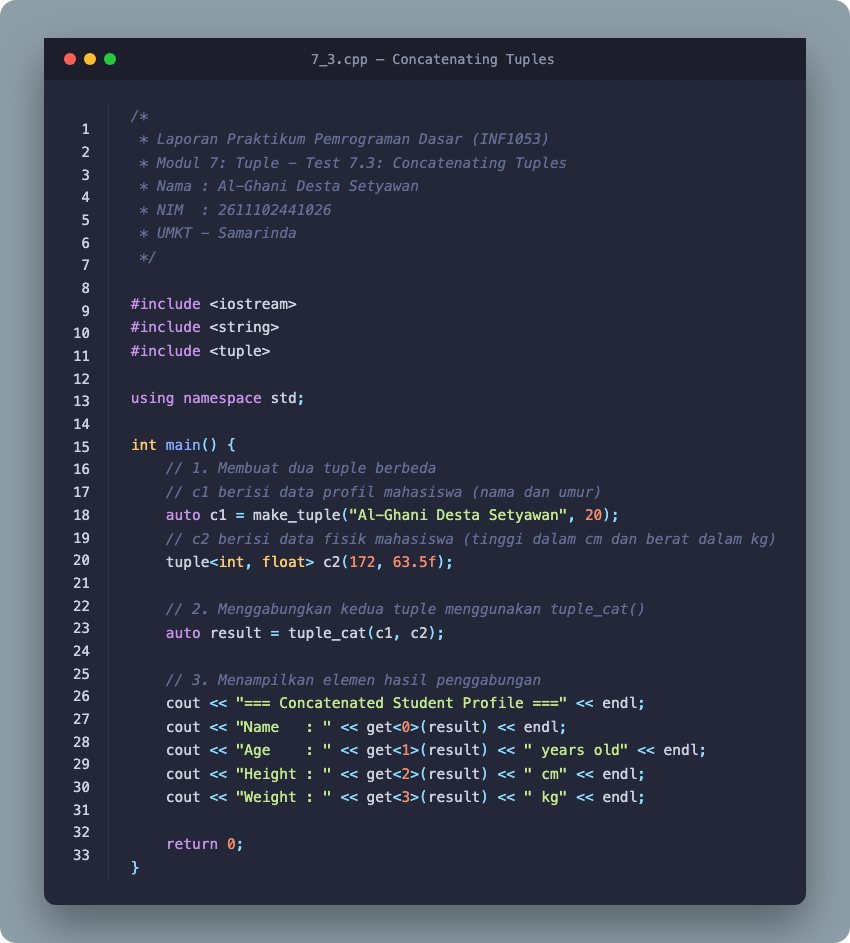 7_3.cpp — Concatenating Tuples
1 /*
2  * Laporan Praktikum Pemrograman Dasar (INF1053)
3  * Modul 7: Tuple - Test 7.3: Concatenating Tuples
4  * Nama : Al-Ghani Desta Setyawan
5  * NIM  : 2611102441026
6  * UMKT - Samarinda
7  */
8
9 #include <iostream>
10 #include <string>
11 #include <tuple>
12
13 using namespace std;
14
15 int main() {
16     // 1. Membuat dua tuple berbeda
17     // c1 berisi data profil mahasiswa (nama dan umur)
18     auto c1 = make_tuple("Al-Ghani Desta Setyawan", 20);
19     // c2 berisi data fisik mahasiswa (tinggi dalam cm dan berat dalam kg)
20     tuple<int, float> c2(172, 63.5f);
21
22     // 2. Menggabungkan kedua tuple menggunakan tuple_cat()
23     auto result = tuple_cat(c1, c2);
24
25     // 3. Menampilkan elemen hasil penggabungan
26     cout << "=== Concatenated Student Profile ===" << endl;
27     cout << "Name   : " << get<0>(result) << endl;
28     cout << "Age    : " << get<1>(result) << " years old" << endl;
29     cout << "Height : " << get<2>(result) << " cm" << endl;
30     cout << "Weight : " << get<3>(result) << " kg" << endl;
31
32     return 0;
33 }